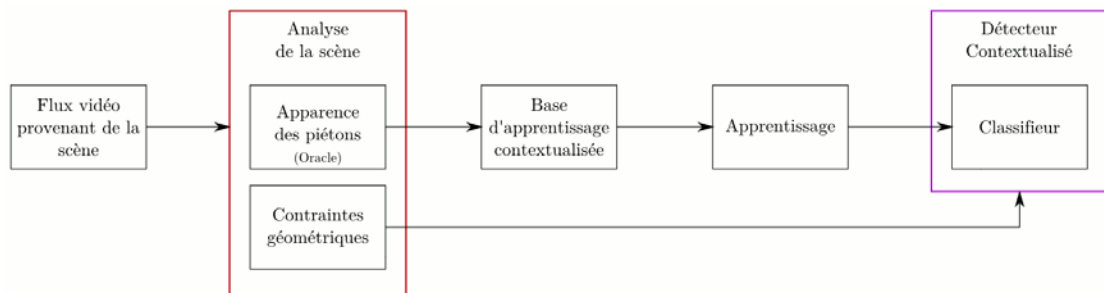 Flux vidéo
provenant de la
scène
Analyse
de la scène
Apparence
des piétons
(Oracle)
Contraintes
géométriques
Base
d'apprentissage
contextualisée
Apprentissage
Détecteur
Contextualisé
Classifieur